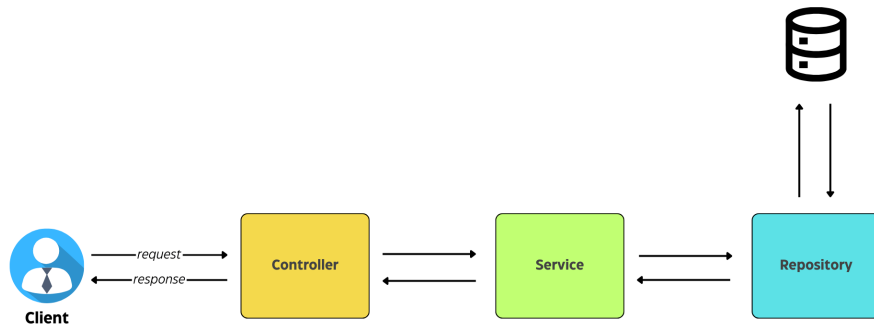 request
response
Client
Controller
Service
Repository